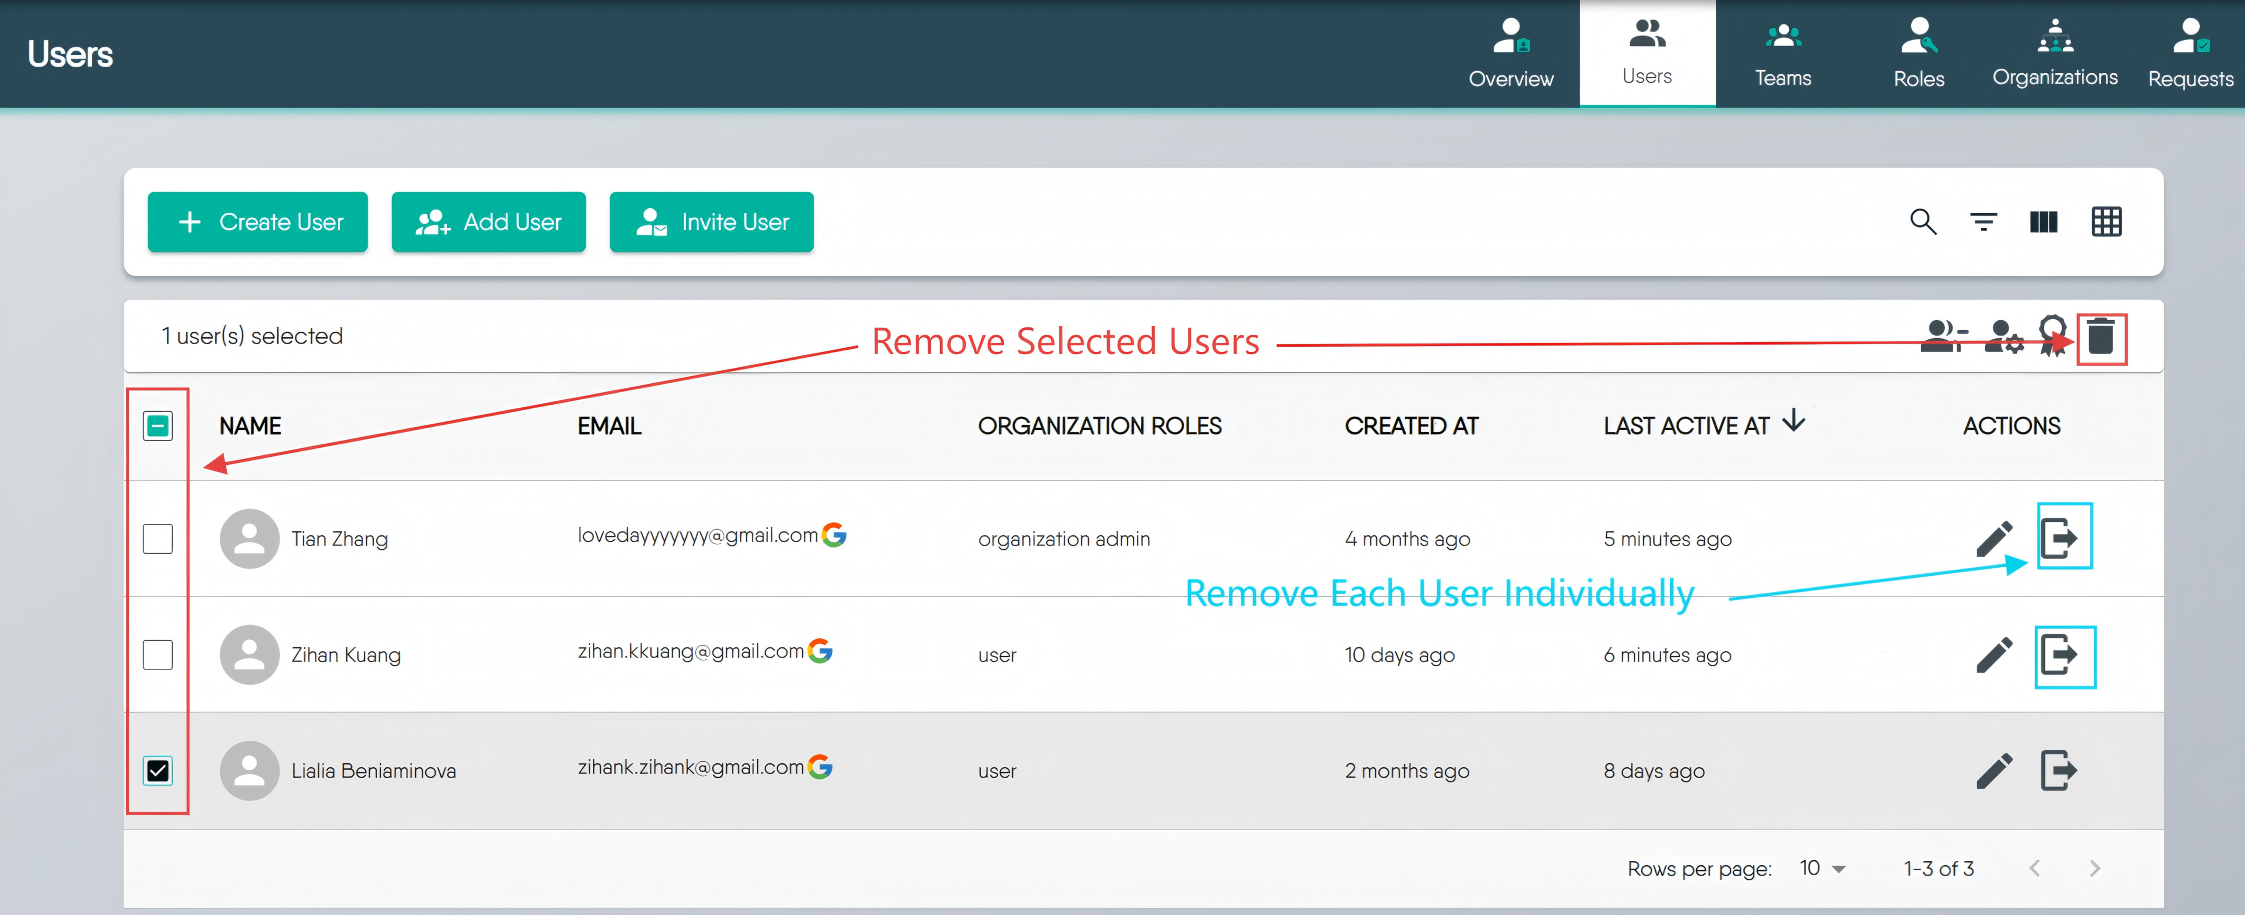 Users
Overview
Users
Teams
Roles
Organizations
Requests
Create User
Add User
Invite User
1 user(s) selected
Remove Selected Users
NAME EMAIL ORGANIZATION ROLES CREATED AT LAST ACTIVE AT ACTIONS
Tian Zhang lovedayyyyyyy@gmail.com organization admin 4 months ago 5 minutes ago
Remove Each User Individually
Zihan Kuang zihan.kkuang@gmail.com user 10 days ago 6 minutes ago
Lialia Beniaminova zihank.zihank@gmail.com user 2 months ago 8 days ago
Rows per page: 10 1-3 of 3